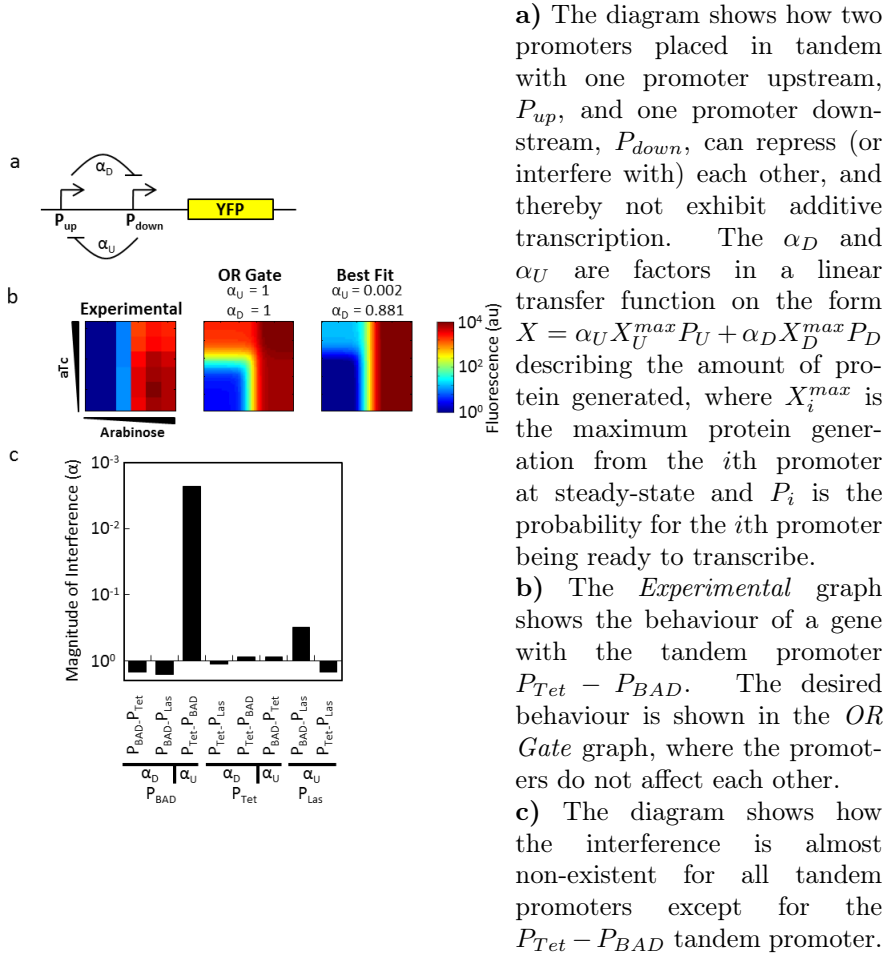 a
α_D
P_up
P_down
YFP
α_U
b
Experimental
OR Gate
α_U = 1
α_D = 1
Best Fit
α_U = 0.002
α_D = 0.881
aTc
Arabinose
10^4
10^2
10^0
Fluorescence (au)
c
Magnitude of Interference (α)
10^-3
10^-2
10^-1
10^0
P_BAD-P_Tet
P_BAD-P_Las
P_Tet-P_BAD
P_Tet-P_Las
P_Tet-P_BAD
P_BAD-P_Tet
P_BAD-P_Las
P_Tet-P_Las
α_D α_U α_D α_U α_U
P_BAD P_Tet P_Las
a) The diagram shows how two
promoters placed in tandem
with one promoter upstream,
P_up, and one promoter down-
stream, P_down, can repress (or
interfere with) each other, and
thereby not exhibit additive
transcription. The α_D and
α_U are factors in a linear
transfer function on the form
X = α_U X_U^max P_U + α_D X_D^max P_D
describing the amount of pro-
tein generated, where X_i^max is
the maximum protein gener-
ation from the ith promoter
at steady-state and P_i is the
probability for the ith promoter
being ready to transcribe.
b) The Experimental graph
shows the behaviour of a gene
with the tandem promoter
P_Tet − P_BAD. The desired
behaviour is shown in the OR
Gate graph, where the promot-
ers do not affect each other.
c) The diagram shows how
the interference is almost
non-existent for all tandem
promoters except for the
P_Tet − P_BAD tandem promoter.